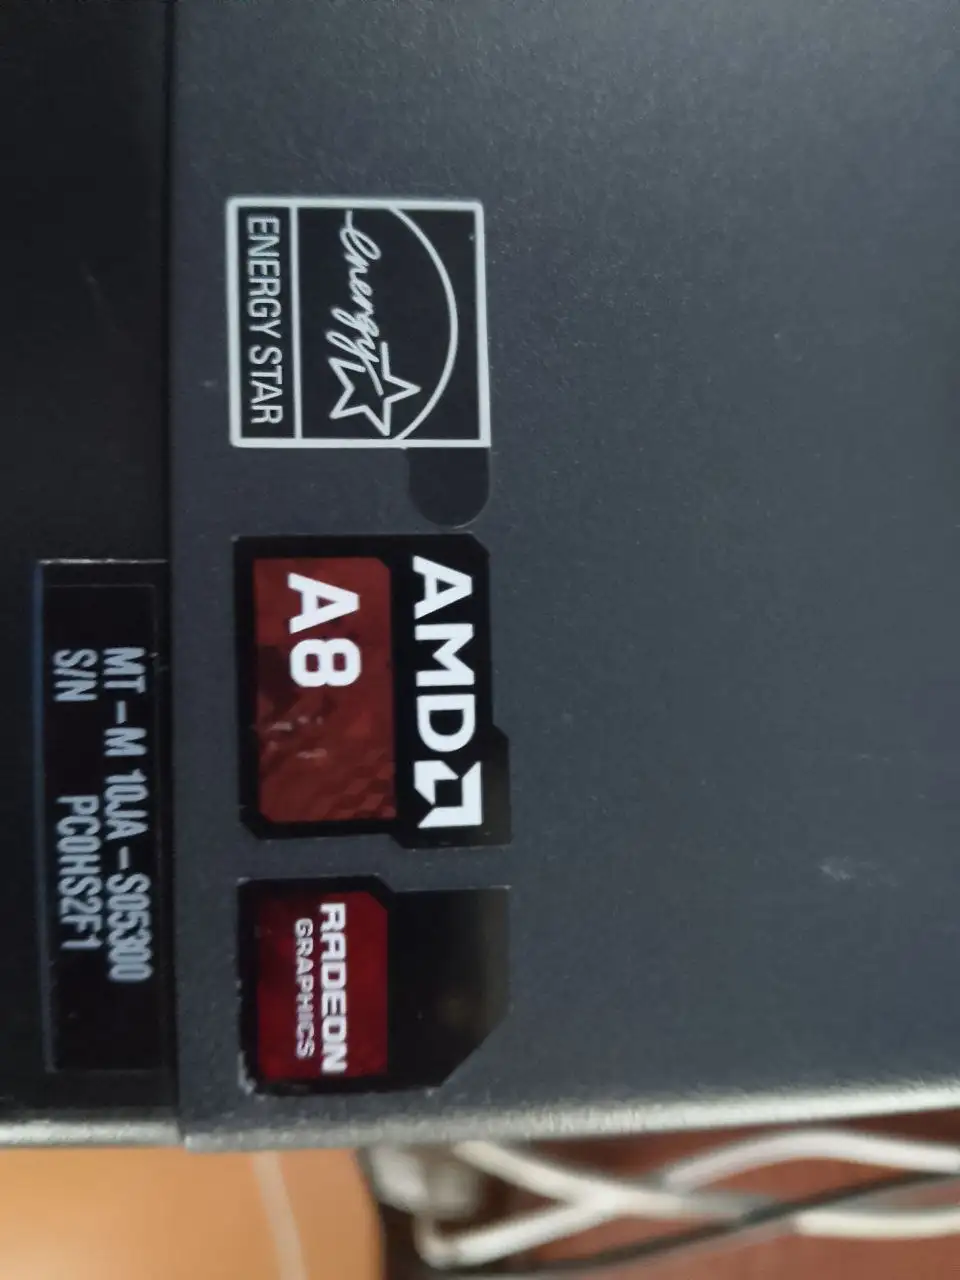 energy
ENERGY STAR
AMD
A8
RADEON
GRAPHICS
MT-M 10JA-S05300
S/N PC0HS2F1